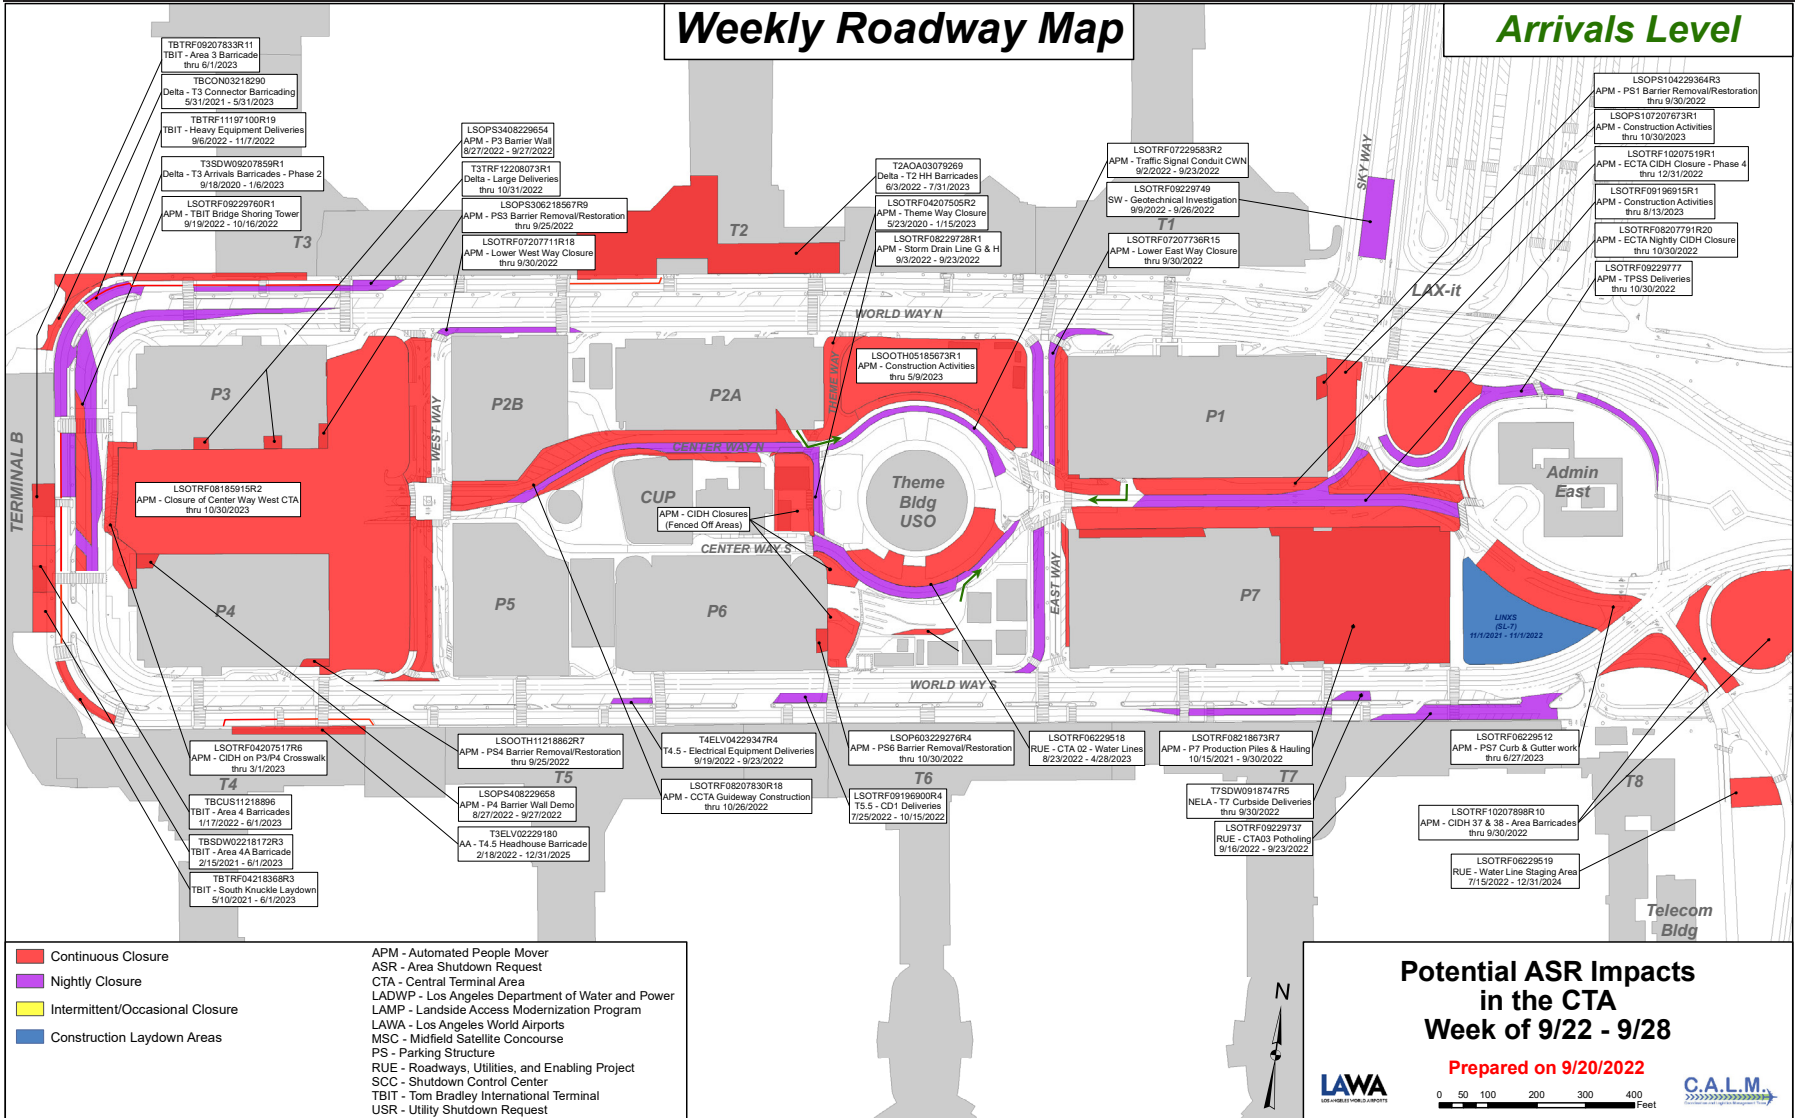 Weekly Roadway Map
Arrivals Level
TBTRF09207833R11
TBIT - Area 3 Barricade
thru 6/1/2023
TBCON03218290
Delta - T3 Connector Barricading
5/31/2021 - 5/31/2023
TBTRF11197100R19
TBIT - Heavy Equipment Deliveries
9/6/2022 - 11/7/2022
T3SDW09207859R1
Delta - T3 Arrivals Barricades - Phase 2
9/18/2020 - 1/6/2023
LSOTRF09229760R1
APM - TBIT Bridge Shoring Tower
9/19/2022 - 10/16/2022
LSOPS3408229654
APM - P3 Barrier Wall
8/27/2022 - 9/27/2022
T3TRF12208073R1
Delta - Large Deliveries
thru 10/31/2022
LSOPS306218567R9
APM - PS3 Barrier Removal/Restoration
thru 9/25/2022
LSOTRF07207711R18
APM - Lower West Way Closure
thru 9/30/2022
T2AOA03079269
Delta - T2 HH Barricades
6/3/2022 - 7/31/2023
LSOTRF04207505R2
APM - Theme Way Closure
5/23/2020 - 1/15/2023
LSOTRF08229728R1
APM - Storm Drain Line G & H
9/3/2022 - 9/23/2022
LSOTRF07229583R2
APM - Traffic Signal Conduit CWN
9/2/2022 - 9/23/2022
LSOTRF09229749
SW - Geotechnical Investigation
9/9/2022 - 9/26/2022
LSOTRF07207736R15
APM - Lower East Way Closure
thru 9/30/2022
LSOPS104229364R3
APM - PS1 Barrier Removal/Restoration
thru 9/30/2022
LSOPS107207673R1
APM - Construction Activities
thru 10/30/2023
LSOTRF10207519R1
APM - ECTA CIDH Closure - Phase 4
thru 12/31/2022
LSOTRF09196915R1
APM - Construction Activities
thru 8/13/2023
LSOTRF08207791R20
APM - ECTA Nightly CIDH Closure
thru 10/30/2022
LSOTRF09229777
APM - TPSS Deliveries
thru 10/30/2022
T3
T2
T1
SKY WAY
LAX-it
WORLD WAY N
LSOOTH05185673R1
APM - Construction Activities
thru 5/9/2023
THEME WAY
P3
P2B
P2A
P1
WEST WAY
CENTER WAY N
TERMINAL B
LSOTRF08185915R2
APM - Closure of Center Way West CTA
thru 10/30/2023
CUP
Theme
Bldg
USO
Admin
East
APM - CIDH Closures
(Fenced Off Areas)
CENTER WAY S
EAST WAY
P4
P5
P6
P7
LINXS
(SL-7)
11/1/2021 - 11/1/2022
WORLD WAY S
LSOTRF04207517R6
APM - CIDH on P3/P4 Crosswalk
thru 3/1/2023
T4
TBCUS11218896
TBIT - Area 4 Barricades
1/17/2022 - 6/1/2023
TBSDW02218172R3
TBIT - Area 4A Barricade
2/15/2021 - 6/1/2023
TBTRF04218368R3
TBIT - South Knuckle Laydown
5/10/2021 - 6/1/2023
LSOOTH11218862R7
APM - PS4 Barrier Removal/Restoration
thru 9/25/2022
T5
LSOPS408229658
APM - P4 Barrier Wall Demo
8/27/2022 - 9/27/2022
T3ELV02229180
AA - T4.5 Headhouse Barricade
2/18/2022 - 12/31/2025
T4ELV04229347R4
T4.5 - Electrical Equipment Deliveries
9/19/2022 - 9/23/2022
LSOTRF08207830R18
APM - CCTA Guideway Construction
thru 10/26/2022
LSOP603229276R4
APM - PS6 Barrier Removal/Restoration
thru 10/30/2022
T6
LSOTRF09196900R4
T5.5 - CD1 Deliveries
7/25/2022 - 10/15/2022
LSOTRF06229518
RUE - CTA 02 - Water Lines
8/23/2022 - 4/28/2023
LSOTRF08218673R7
APM - P7 Production Piles & Hauling
10/15/2021 - 9/30/2022
T7
T7SDW0918747R5
NELA - T7 Curbside Deliveries
thru 9/30/2022
LSOTRF09229737
RUE - CTA03 Potholing
9/16/2022 - 9/23/2022
LSOTRF06229512
APM - PS7 Curb & Gutter work
thru 6/27/2023
T8
LSOTRF10207898R10
APM - CIDH 37 & 38 - Area Barricades
thru 9/30/2022
LSOTRF06229519
RUE - Water Line Staging Area
7/15/2022 - 12/31/2024
Telecom
Bldg
Continuous Closure
Nightly Closure
Intermittent/Occasional Closure
Construction Laydown Areas
APM - Automated People Mover
ASR - Area Shutdown Request
CTA - Central Terminal Area
LADWP - Los Angeles Department of Water and Power
LAMP - Landside Access Modernization Program
LAWA - Los Angeles World Airports
MSC - Midfield Satellite Concourse
PS - Parking Structure
RUE - Roadways, Utilities, and Enabling Project
SCC - Shutdown Control Center
TBIT - Tom Bradley International Terminal
USR - Utility Shutdown Request
N
Potential ASR Impacts
in the CTA
Week of 9/22 - 9/28
Prepared on 9/20/2022
LAWA
LOS ANGELES WORLD AIRPORTS
0 50 100 200 300 400
Feet
C.A.L.M.